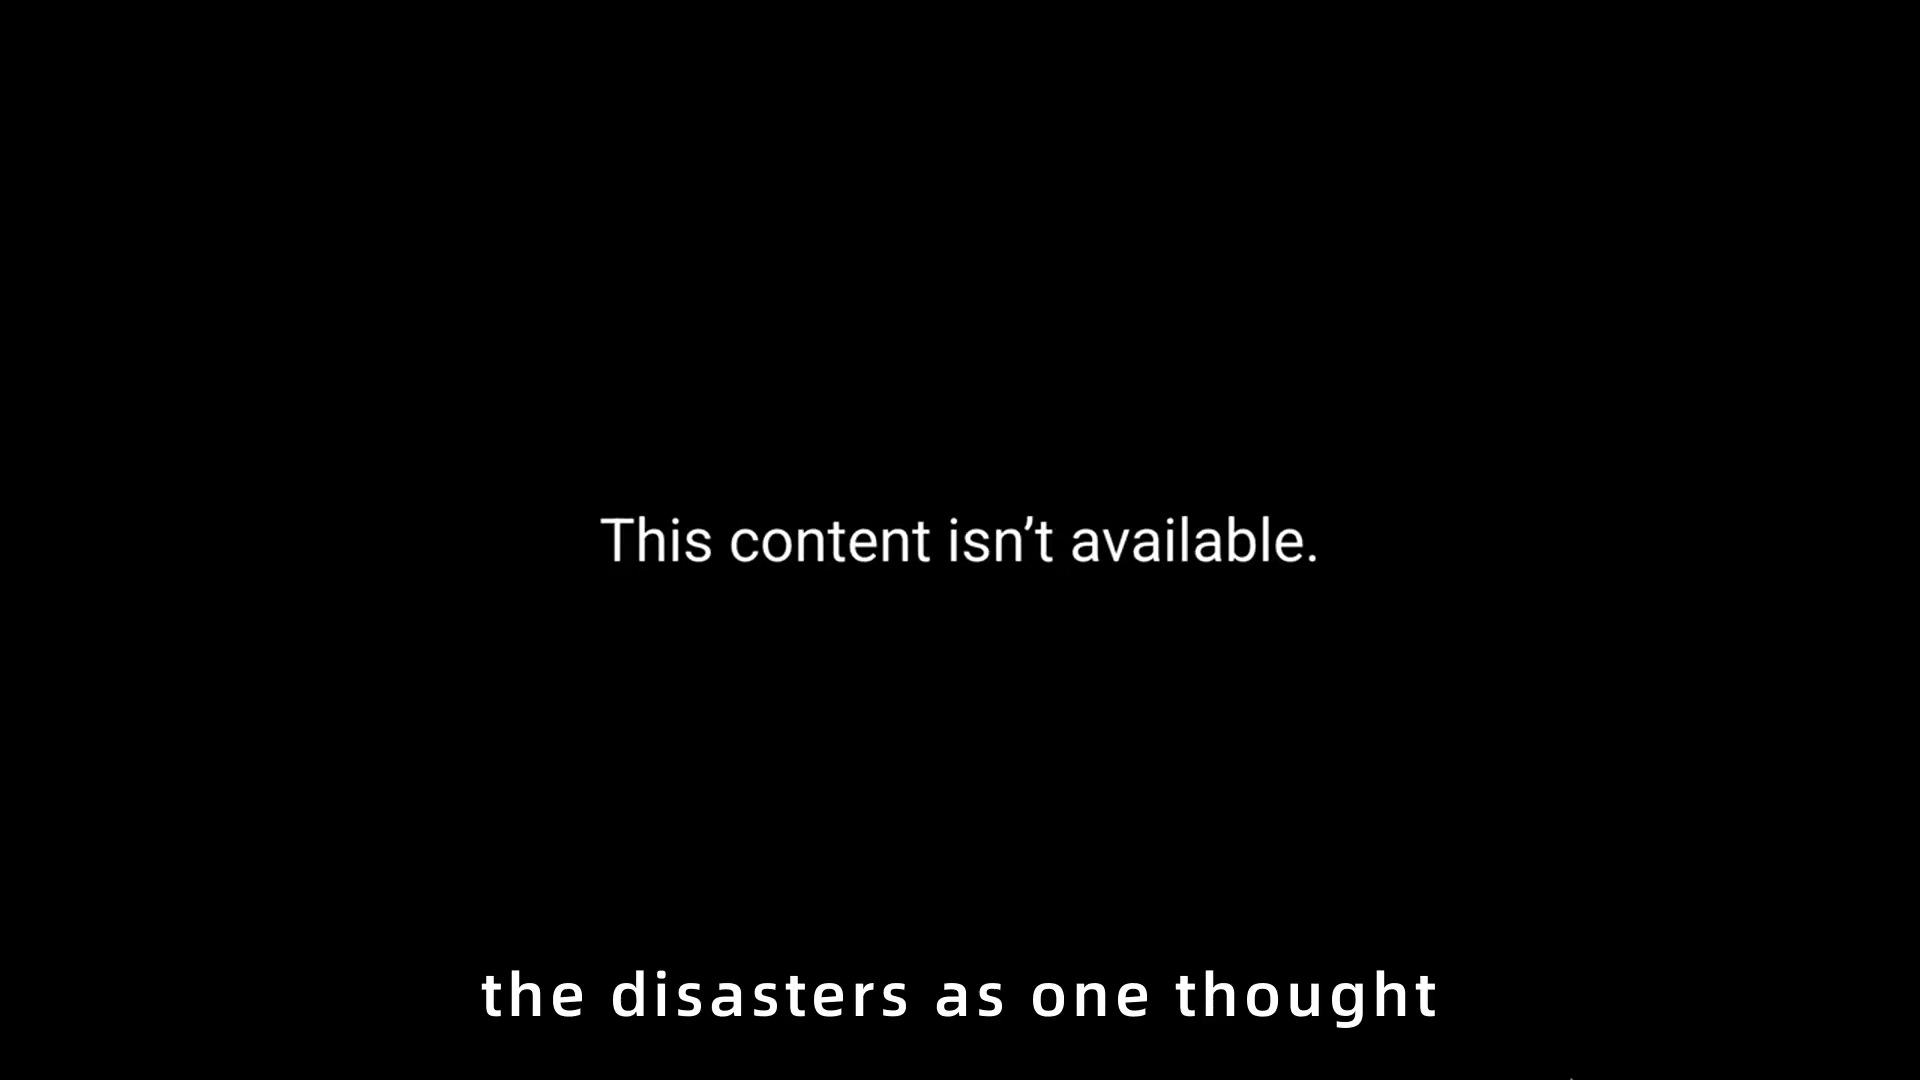 This content isn’t available.
the disasters as one thought